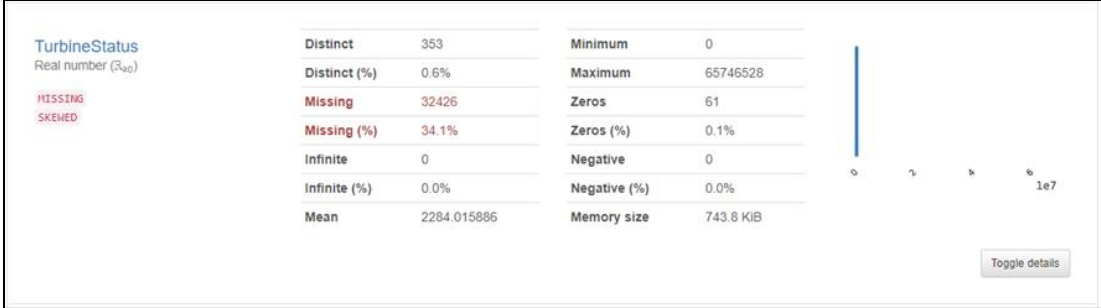 TurbineStatus
Real number (ℝ≥0)
MISSING
SKEWED
Distinct 353
Distinct (%) 0.6%
Missing 32426
Missing (%) 34.1%
Infinite 0
Infinite (%) 0.0%
Mean 2284.015886
Minimum 0
Maximum 65746528
Zeros 61
Zeros (%) 0.1%
Negative 0
Negative (%) 0.0%
Memory size 743.8 KiB
0 2 4 6
1e7
Toggle details